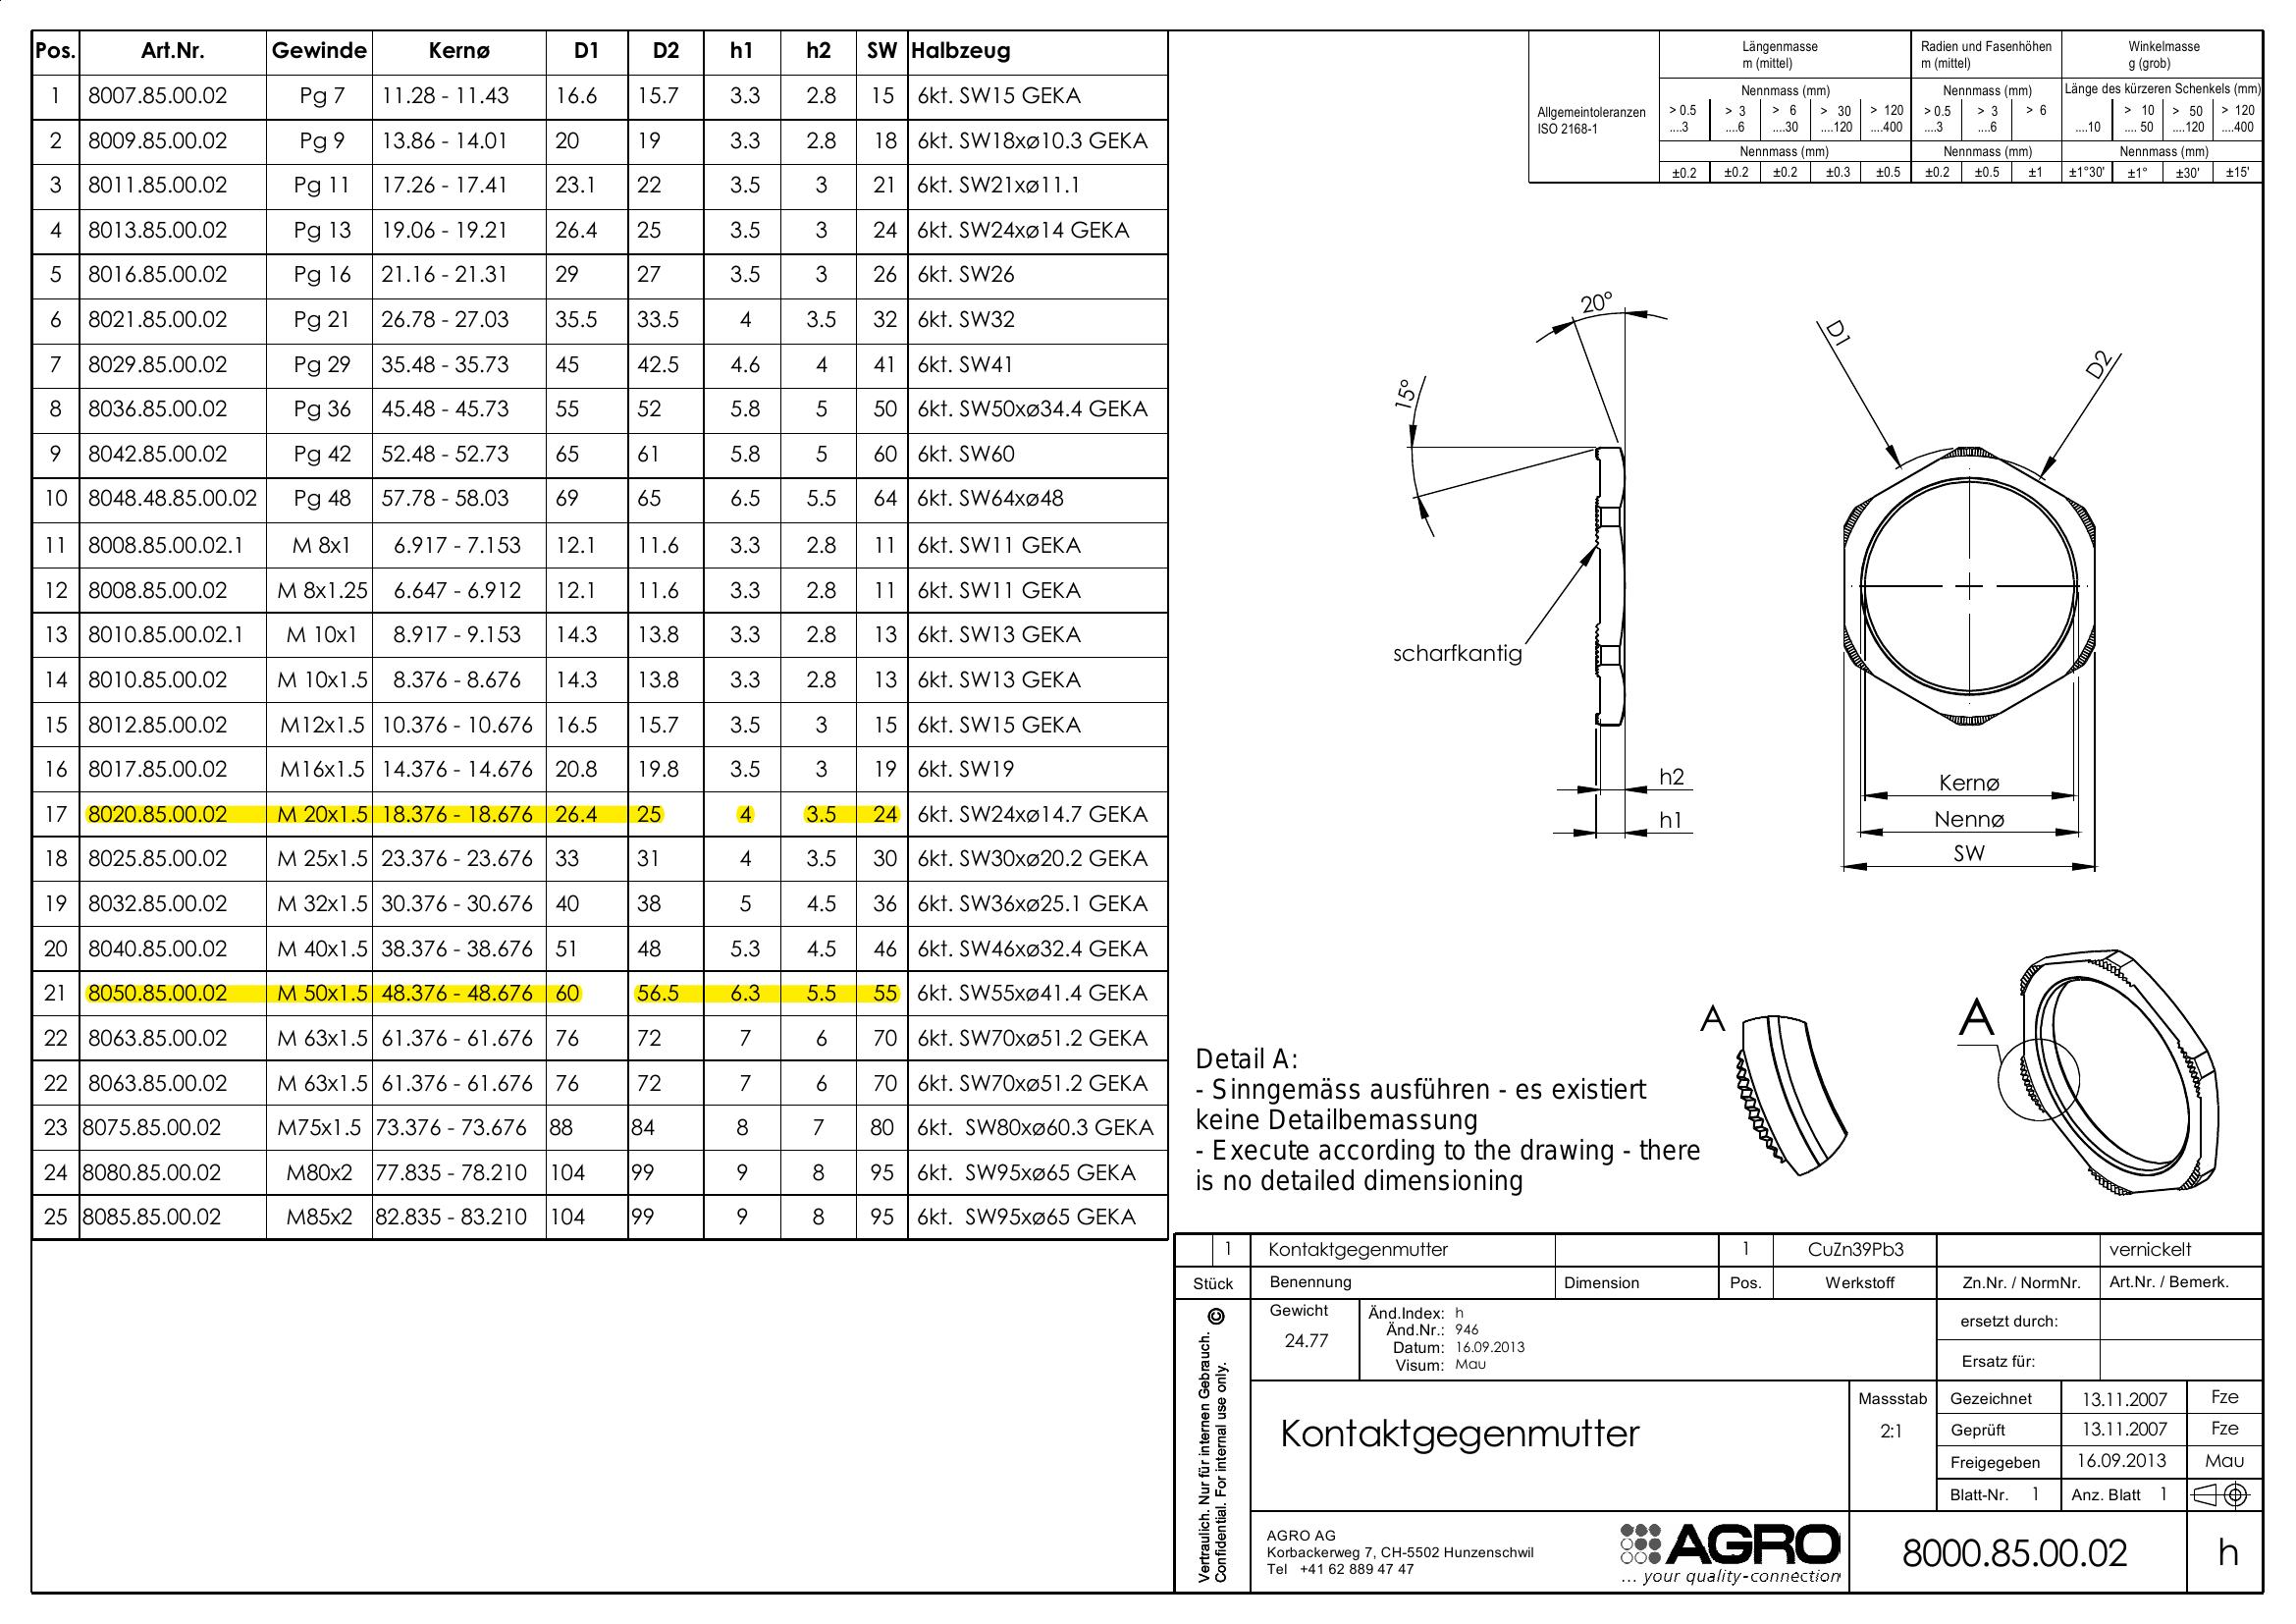 Pos. Art.Nr. Gewinde Kernø D1 D2 h1 h2 SW Halbzeug
1 8007.85.00.02 Pg 7 11.28 - 11.43 16.6 15.7 3.3 2.8 15 6kt. SW15 GEKA
2 8009.85.00.02 Pg 9 13.86 - 14.01 20 19 3.3 2.8 18 6kt. SW18xø10.3 GEKA
3 8011.85.00.02 Pg 11 17.26 - 17.41 23.1 22 3.5 3 21 6kt. SW21xø11.1
4 8013.85.00.02 Pg 13 19.06 - 19.21 26.4 25 3.5 3 24 6kt. SW24xø14 GEKA
5 8016.85.00.02 Pg 16 21.16 - 21.31 29 27 3.5 3 26 6kt. SW26
6 8021.85.00.02 Pg 21 26.78 - 27.03 35.5 33.5 4 3.5 32 6kt. SW32
7 8029.85.00.02 Pg 29 35.48 - 35.73 45 42.5 4.6 4 41 6kt. SW41
8 8036.85.00.02 Pg 36 45.48 - 45.73 55 52 5.8 5 50 6kt. SW50xø34.4 GEKA
9 8042.85.00.02 Pg 42 52.48 - 52.73 65 61 5.8 5 60 6kt. SW60
10 8048.48.85.00.02 Pg 48 57.78 - 58.03 69 65 6.5 5.5 64 6kt. SW64xø48
11 8008.85.00.02.1 M 8x1 6.917 - 7.153 12.1 11.6 3.3 2.8 11 6kt. SW11 GEKA
12 8008.85.00.02 M 8x1.25 6.647 - 6.912 12.1 11.6 3.3 2.8 11 6kt. SW11 GEKA
13 8010.85.00.02.1 M 10x1 8.917 - 9.153 14.3 13.8 3.3 2.8 13 6kt. SW13 GEKA
14 8010.85.00.02 M 10x1.5 8.376 - 8.676 14.3 13.8 3.3 2.8 13 6kt. SW13 GEKA
15 8012.85.00.02 M12x1.5 10.376 - 10.676 16.5 15.7 3.5 3 15 6kt. SW15 GEKA
16 8017.85.00.02 M16x1.5 14.376 - 14.676 20.8 19.8 3.5 3 19 6kt. SW19
17 8020.85.00.02 M 20x1.5 18.376 - 18.676 26.4 25 4 3.5 24 6kt. SW24xø14.7 GEKA
18 8025.85.00.02 M 25x1.5 23.376 - 23.676 33 31 4 3.5 30 6kt. SW30xø20.2 GEKA
19 8032.85.00.02 M 32x1.5 30.376 - 30.676 40 38 5 4.5 36 6kt. SW36xø25.1 GEKA
20 8040.85.00.02 M 40x1.5 38.376 - 38.676 51 48 5.3 4.5 46 6kt. SW46xø32.4 GEKA
21 8050.85.00.02 M 50x1.5 48.376 - 48.676 60 56.5 6.3 5.5 55 6kt. SW55xø41.4 GEKA
22 8063.85.00.02 M 63x1.5 61.376 - 61.676 76 72 7 6 70 6kt. SW70xø51.2 GEKA
22 8063.85.00.02 M 63x1.5 61.376 - 61.676 76 72 7 6 70 6kt. SW70xø51.2 GEKA
23 8075.85.00.02 M75x1.5 73.376 - 73.676 88 84 8 7 80 6kt. SW80xø60.3 GEKA
24 8080.85.00.02 M80x2 77.835 - 78.210 104 99 9 8 95 6kt. SW95xø65 GEKA
25 8085.85.00.02 M85x2 82.835 - 83.210 104 99 9 8 95 6kt. SW95xø65 GEKA
Allgemeintoleranzen
ISO 2168-1
Längenmasse Radien und Fasenhöhen Winkelmasse
m (mittel) m (mittel) g (grob)
Nennmass (mm) Nennmass (mm) Länge des kürzeren Schenkels (mm)
> 0.5 > 3 > 6 > 30 > 120 > 0.5 > 3 > 6 > 10 > 50 > 120
....3 ....6 ....30 ....120 ....400 ....3 ....6 ....10 .... 50 ....120 ....400
Nennmass (mm) Nennmass (mm) Nennmass (mm)
±0.2 ±0.2 ±0.2 ±0.3 ±0.5 ±0.2 ±0.5 ±1 ±1°30' ±1° ±30' ±15'
20°
15°
D1
D2
scharfkantig
h2
h1
Kernø
Nennø
SW
A
A
Detail A:
- Sinngemäss ausführen - es existiert
keine Detailbemassung
- Execute according to the drawing - there
is no detailed dimensioning
1 Kontaktgegenmutter 1 CuZn39Pb3 vernickelt
Stück Benennung Dimension Pos. Werkstoff Zn.Nr. / NormNr. Art.Nr. / Bemerk.
Vertraulich. Nur für internen Gebrauch. ©
Confidential. For internal use only.
Gewicht
24.77
Änd.Index: h
Änd.Nr.: 946
Datum: 16.09.2013
Visum: Mau
ersetzt durch:
Ersatz für:
Kontaktgegenmutter
Massstab
2:1
Gezeichnet 13.11.2007 Fze
Geprüft 13.11.2007 Fze
Freigegeben 16.09.2013 Mau
Blatt-Nr. 1 Anz. Blatt 1
AGRO AG
Korbackerweg 7, CH-5502 Hunzenschwil
Tel +41 62 889 47 47
AGRO
... your quality-connection
8000.85.00.02 h